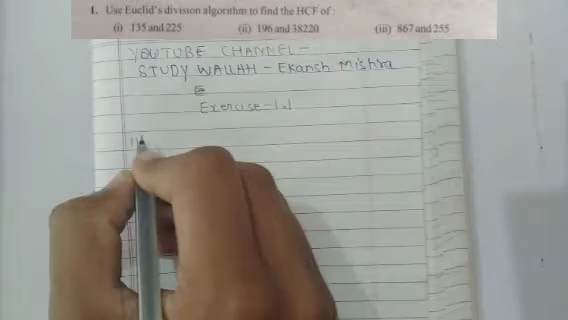 1. Use Euclid's division algorithm to find the HCF of :
(i) 135 and 225 (ii) 196 and 38220 (iii) 867 and 255
YOUTUBE CHANNEL -
STUDY WALLAH - Ekansh Mishra
Exercise - 1.1